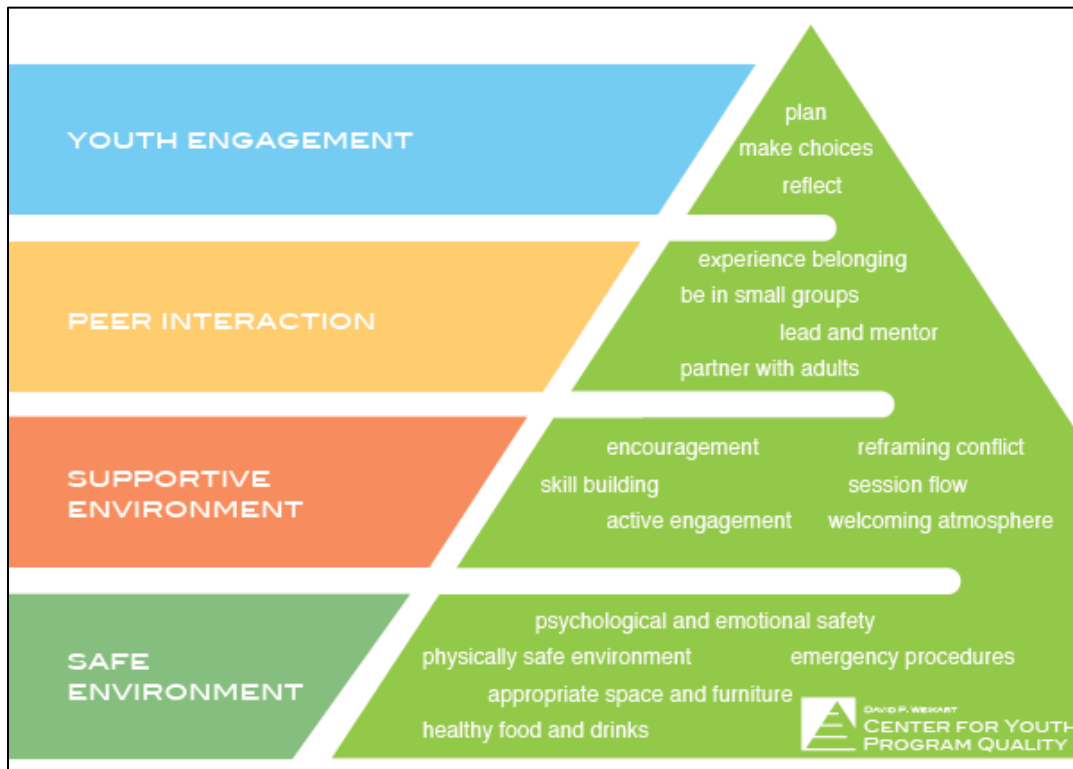 YOUTH ENGAGEMENT
plan
make choices
reflect
PEER INTERACTION
experience belonging
be in small groups
lead and mentor
partner with adults
SUPPORTIVE
ENVIRONMENT
encouragement reframing conflict
skill building session flow
active engagement welcoming atmosphere
SAFE
ENVIRONMENT
psychological and emotional safety
physically safe environment emergency procedures
appropriate space and furniture
healthy food and drinks
DAVID P. WEIKART
CENTER FOR YOUTH
PROGRAM QUALITY